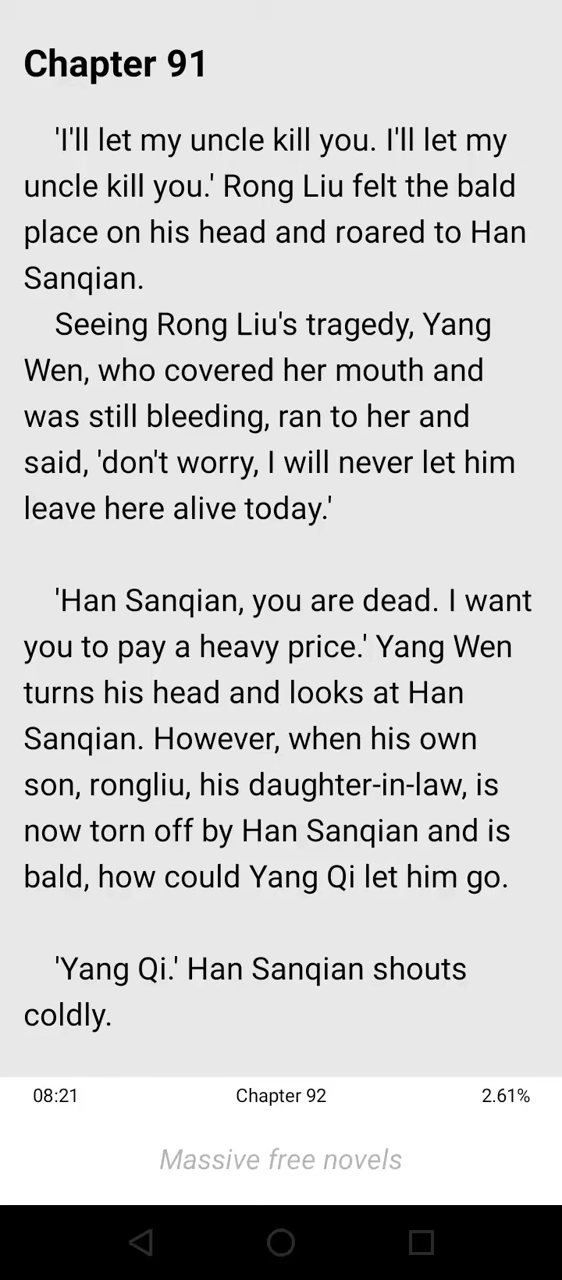 Chapter 91
'I'll let my uncle kill you. I'll let my
uncle kill you.' Rong Liu felt the bald
place on his head and roared to Han
Sanqian.
Seeing Rong Liu's tragedy, Yang
Wen, who covered her mouth and
was still bleeding, ran to her and
said, 'don't worry, I will never let him
leave here alive today.'
'Han Sanqian, you are dead. I want
you to pay a heavy price.' Yang Wen
turns his head and looks at Han
Sanqian. However, when his own
son, rongliu, his daughter-in-law, is
now torn off by Han Sanqian and is
bald, how could Yang Qi let him go.
'Yang Qi.' Han Sanqian shouts
coldly.
08:21 Chapter 92 2.61%
Massive free novels